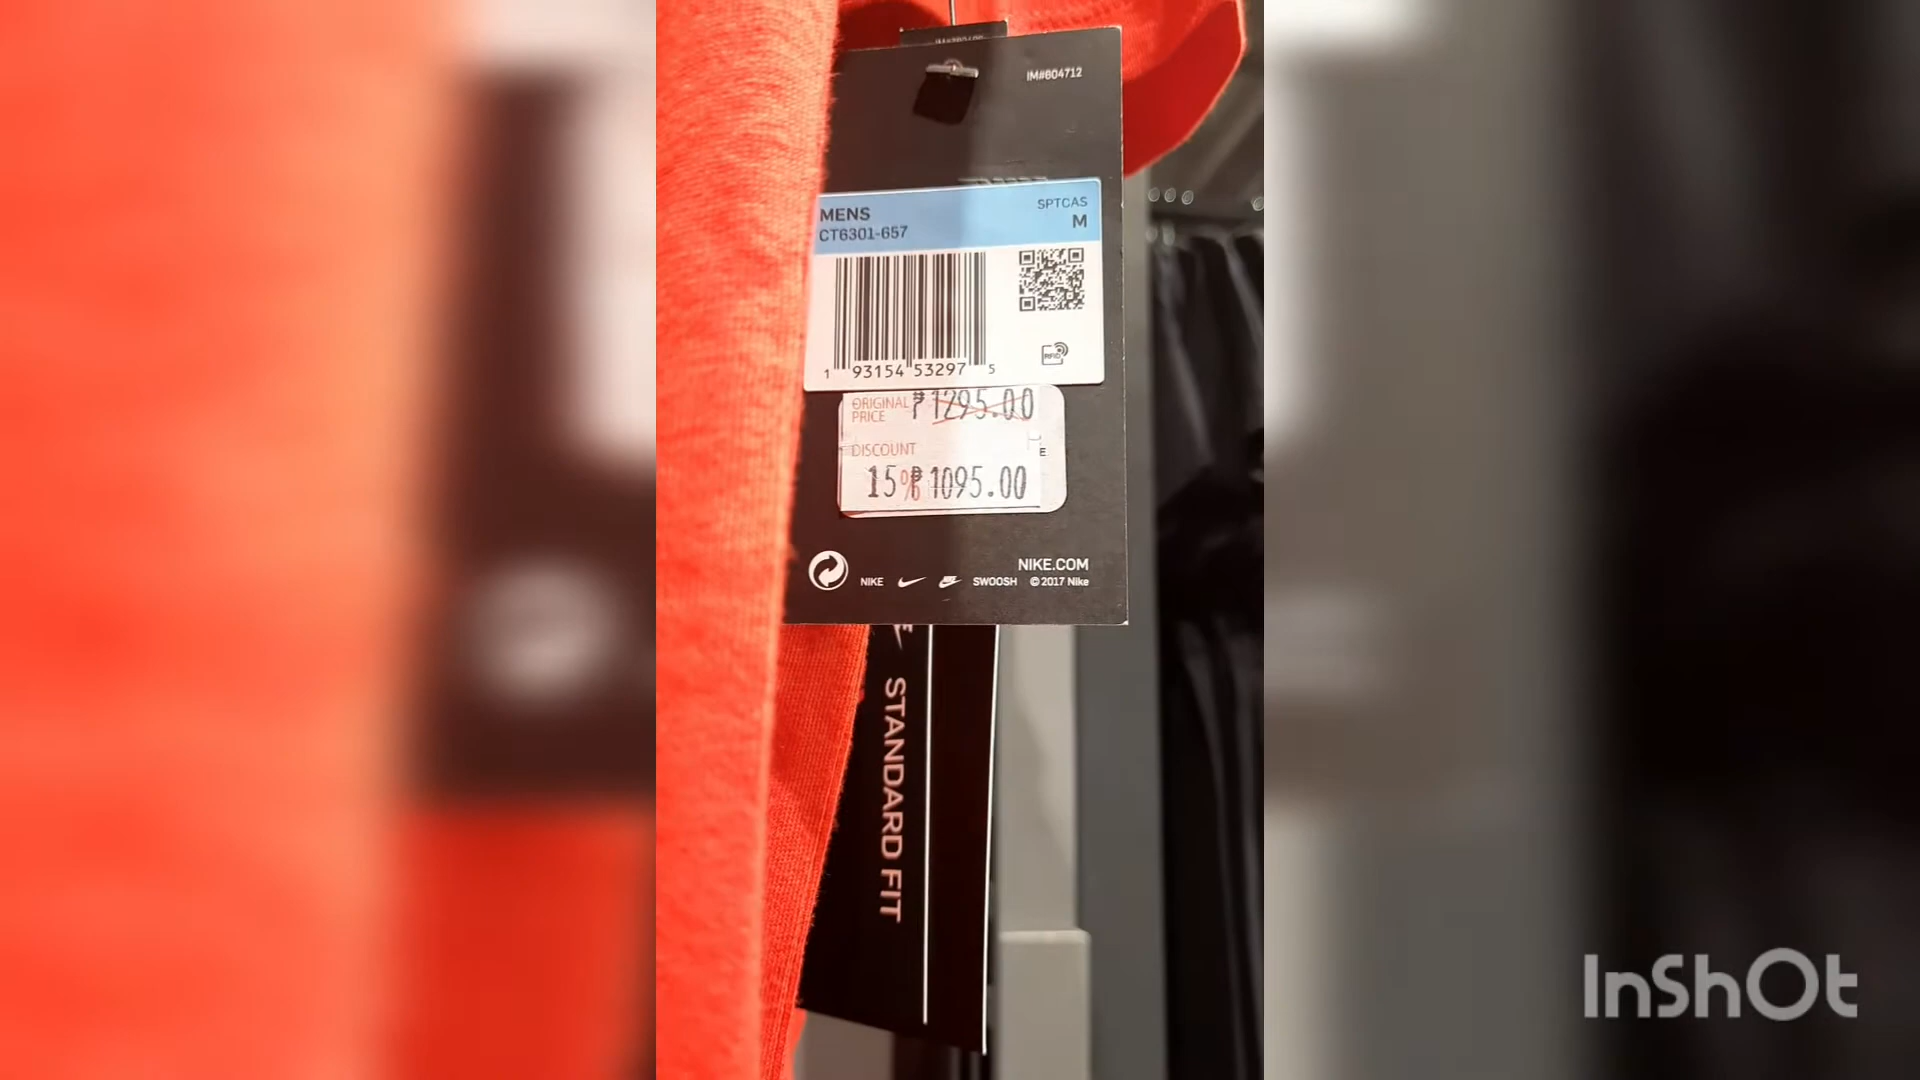 IM#604712
MENS
SPTCAS
CT6301-657
M
RFID
1 93154 53297 5
ORIGINAL PRICE ₱1295.00
DISCOUNT
E
15% ₱1095.00
NIKE.COM
NIKE SWOOSH © 2017 Nike
STANDARD FIT
InShOt